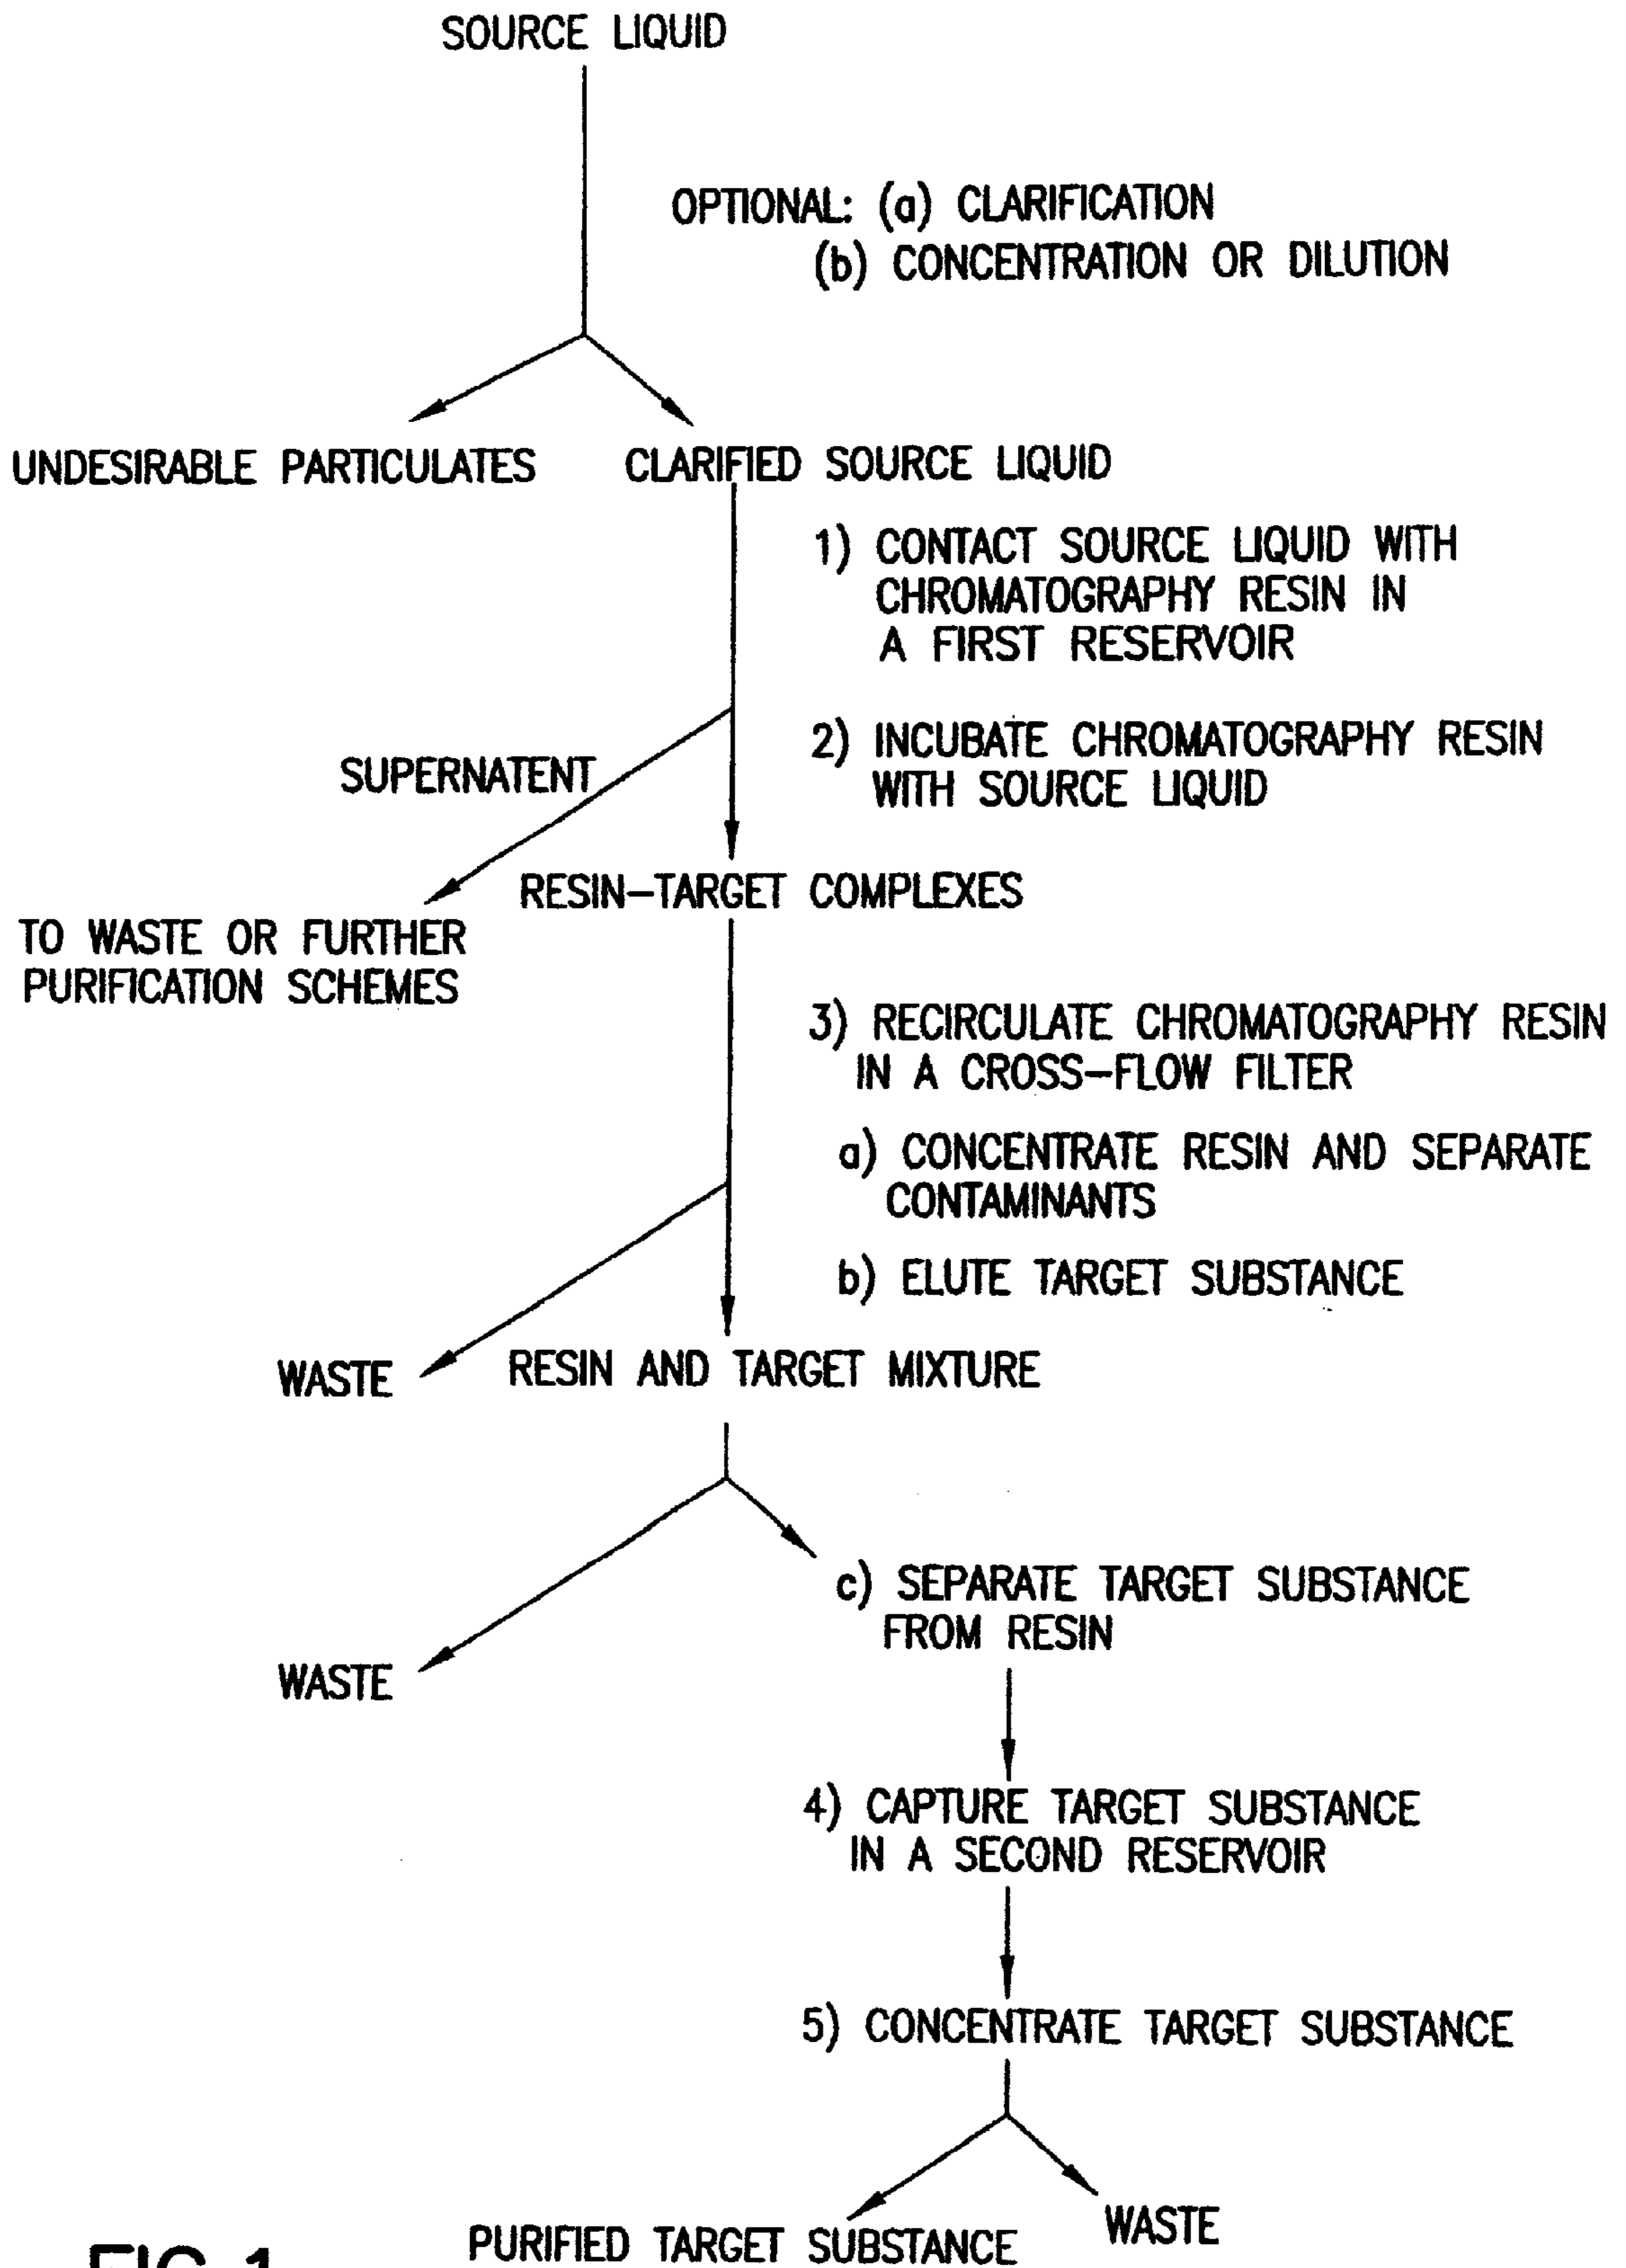 SOURCE LIQUID
OPTIONAL: (a) CLARIFICATION
(b) CONCENTRATION OR DILUTION
UNDESIRABLE PARTICULATES
CLARIFIED SOURCE LIQUID
1) CONTACT SOURCE LIQUID WITH
CHROMATOGRAPHY RESIN IN
A FIRST RESERVOIR
2) INCUBATE CHROMATOGRAPHY RESIN
WITH SOURCE LIQUID
SUPERNATENT
RESIN-TARGET COMPLEXES
TO WASTE OR FURTHER
PURIFICATION SCHEMES
3) RECIRCULATE CHROMATOGRAPHY RESIN
IN A CROSS-FLOW FILTER
a) CONCENTRATE RESIN AND SEPARATE
CONTAMINANTS
b) ELUTE TARGET SUBSTANCE
WASTE
RESIN AND TARGET MIXTURE
c) SEPARATE TARGET SUBSTANCE
FROM RESIN
WASTE
4) CAPTURE TARGET SUBSTANCE
IN A SECOND RESERVOIR
5) CONCENTRATE TARGET SUBSTANCE
WASTE
PURIFIED TARGET SUBSTANCE
FIG. 1